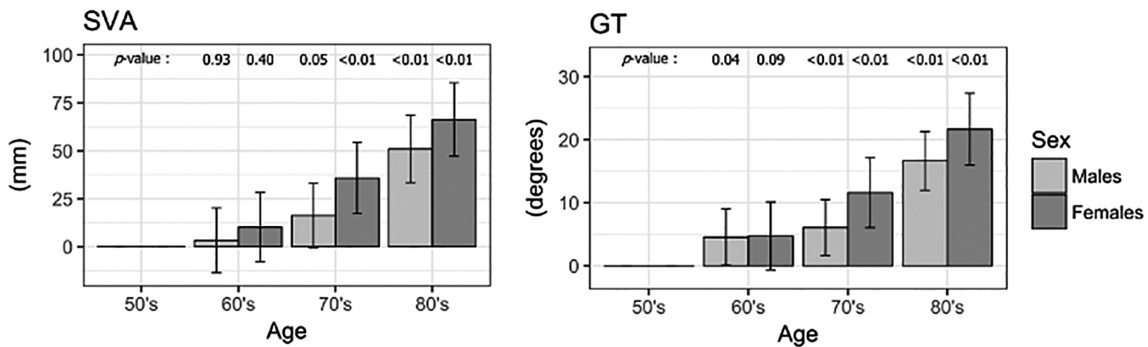 SVA
p-value : 0.93 0.40 0.05 <0.01 <0.01 <0.01
100
75
50
25
0
(mm)
50's 60's 70's 80's
Age
GT
p-value : 0.04 0.09 <0.01 <0.01 <0.01 <0.01
30
20
10
0
(degrees)
50's 60's 70's 80's
Age
Sex
Males
Females